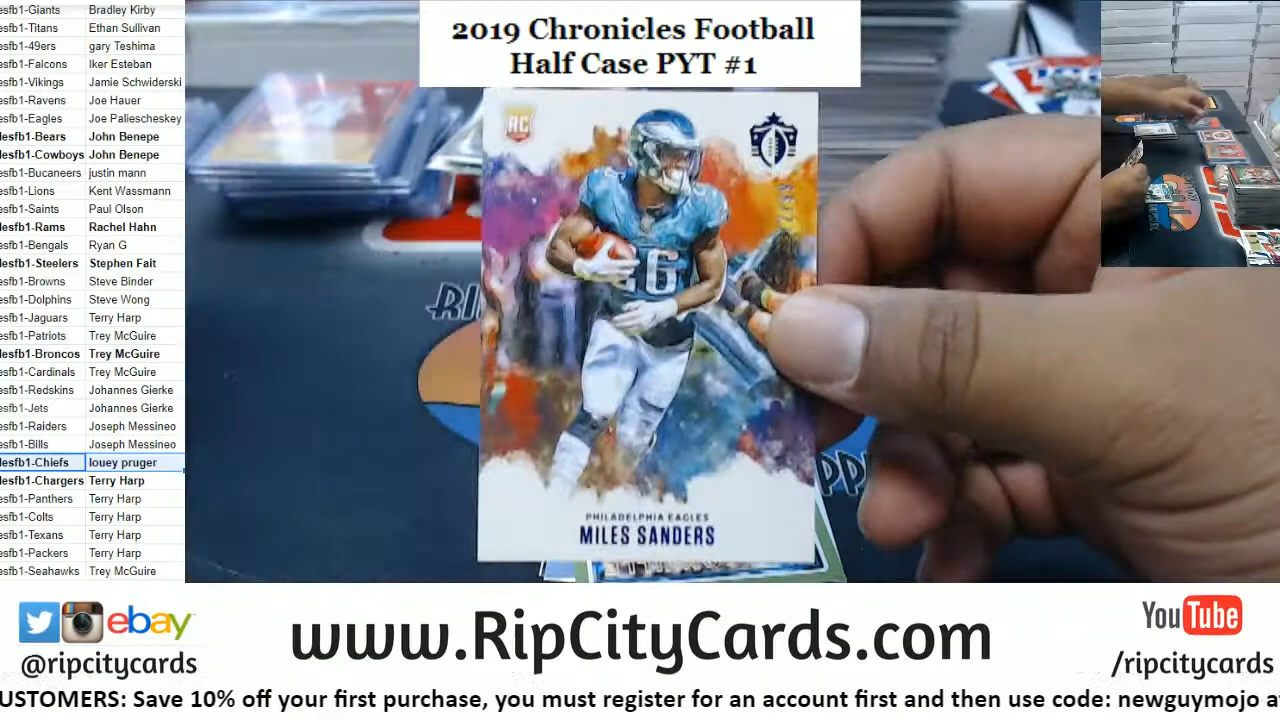 2019 Chronicles Football
Half Case PYT #1
esfb1-Giants Bradley Kirby
esfb1-Titans Ethan Sullivan
esfb1-49ers gary Teshima
esfb1-Falcons Iker Esteban
esfb1-Vikings Jamie Schwiderski
esfb1-Ravens Joe Hauer
esfb1-Eagles Joe Paliescheskey
lesfb1-Bears John Benepe
lesfb1-Cowboys John Benepe
esfb1-Bucaneers justin mann
esfb1-Lions Kent Wassmann
esfb1-Saints Paul Olson
lesfb1-Rams Rachel Hahn
esfb1-Bengals Ryan G
lesfb1-Steelers Stephen Fait
esfb1-Browns Steve Binder
esfb1-Dolphins Steve Wong
esfb1-Jaguars Terry Harp
esfb1-Patriots Trey McGuire
lesfb1-Broncos Trey McGuire
esfb1-Cardinals Trey McGuire
esfb1-Redskins Johannes Gierke
esfb1-Jets Johannes Gierke
esfb1-Raiders Joseph Messineo
esfb1-Bills Joseph Messineo
lesfb1-Chiefs louey pruger
lesfb1-Chargers Terry Harp
esfb1-Panthers Terry Harp
esfb1-Colts Terry Harp
esfb1-Texans Terry Harp
esfb1-Packers Terry Harp
esfb1-Seahawks Trey McGuire
RC
26
PHILADELPHIA EAGLES
MILES SANDERS
RI
PP
ebay
@ripcitycards
www.RipCityCards.com
YouTube
/ripcitycards
USTOMERS: Save 10% off your first purchase, you must register for an account first and then use code: newguymojo a